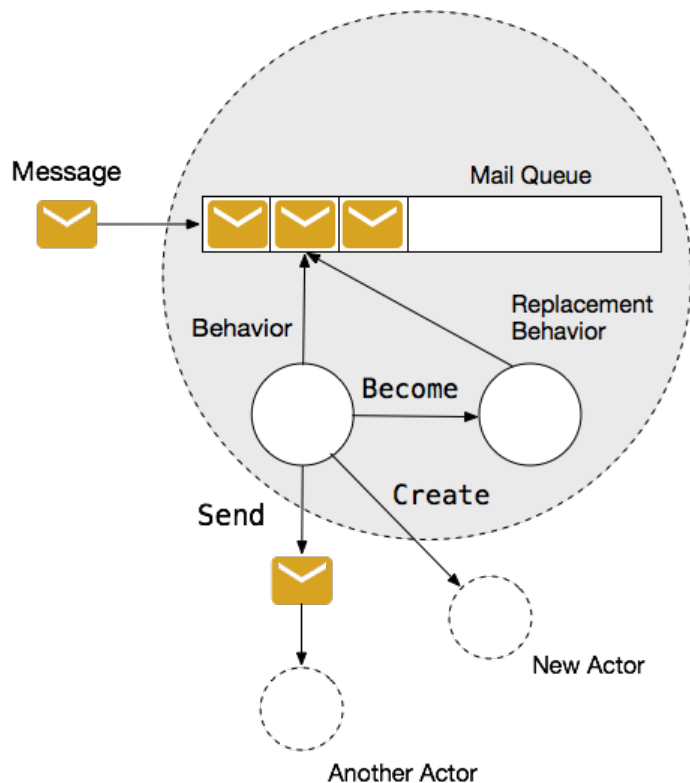 Message
Mail Queue
Behavior
Replacement
Behavior
Become
Create
Send
New Actor
Another Actor